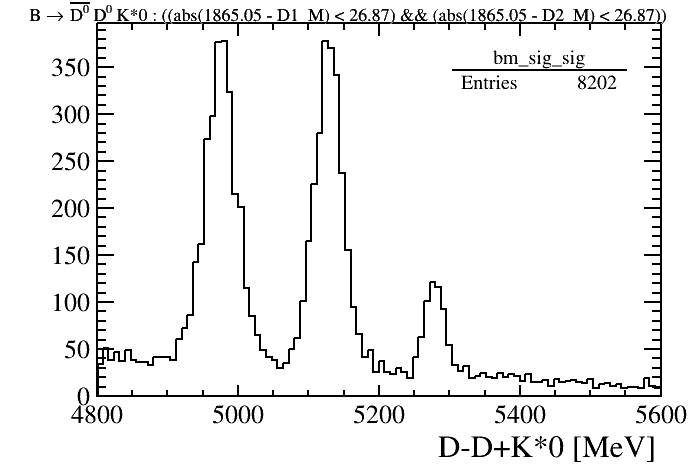 B → D̅⁰ D⁰ K*0 : ((abs(1865.05 - D1_M) < 26.87) && (abs(1865.05 - D2_M) < 26.87))
bm_sig_sig
Entries 8202
350
300
250
200
150
100
50
0
4800 5000 5200 5400 5600
D-D+K*0 [MeV]